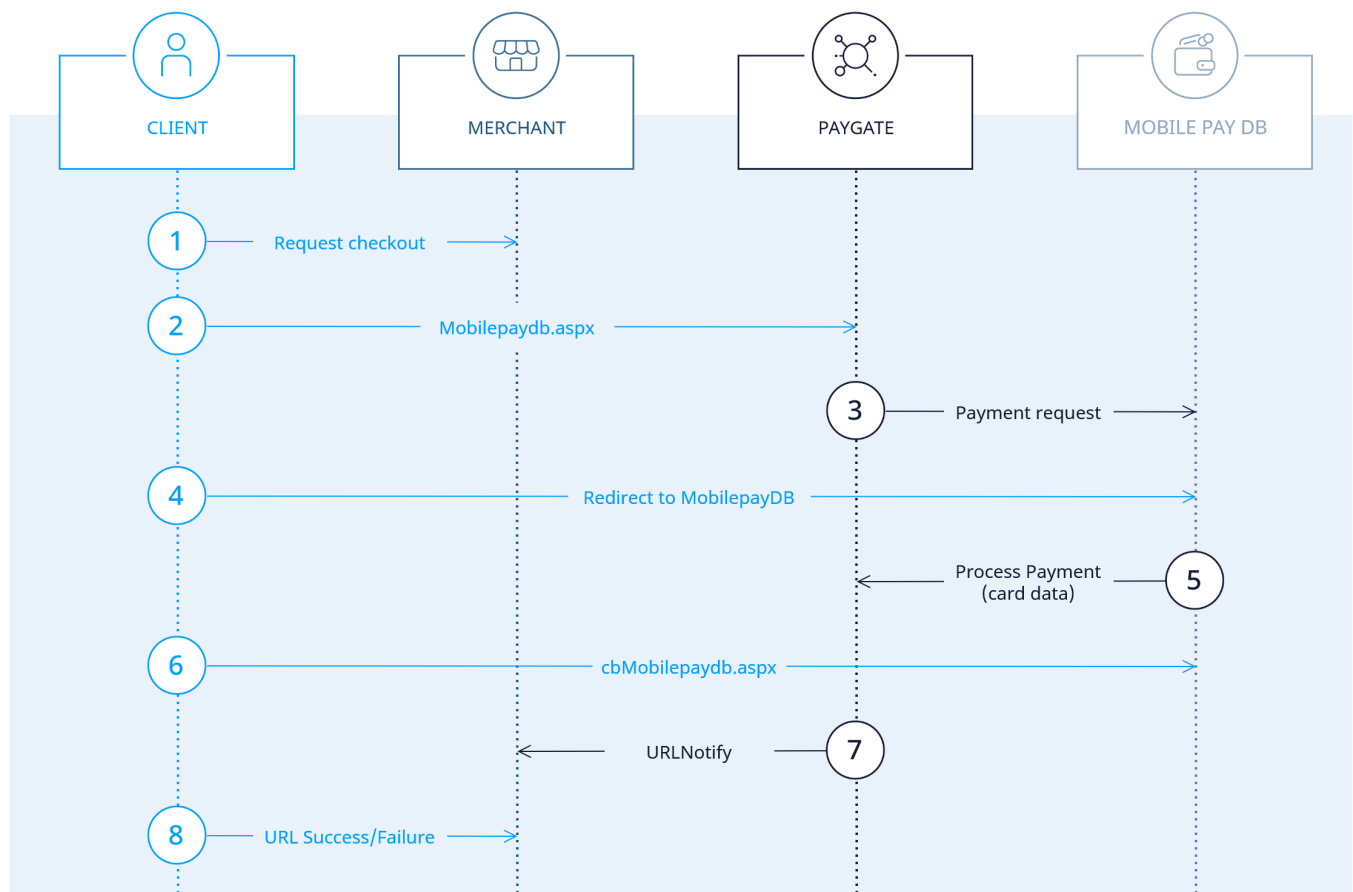 CLIENT
MERCHANT
PAYGATE
MOBILE PAY DB
1
Request checkout
2
Mobilepaydb.aspx
3
Payment request
4
Redirect to MobilepayDB
Process Payment
(card data)
5
6
cbMobilepaydb.aspx
URLNotify
7
8
URL Success/Failure